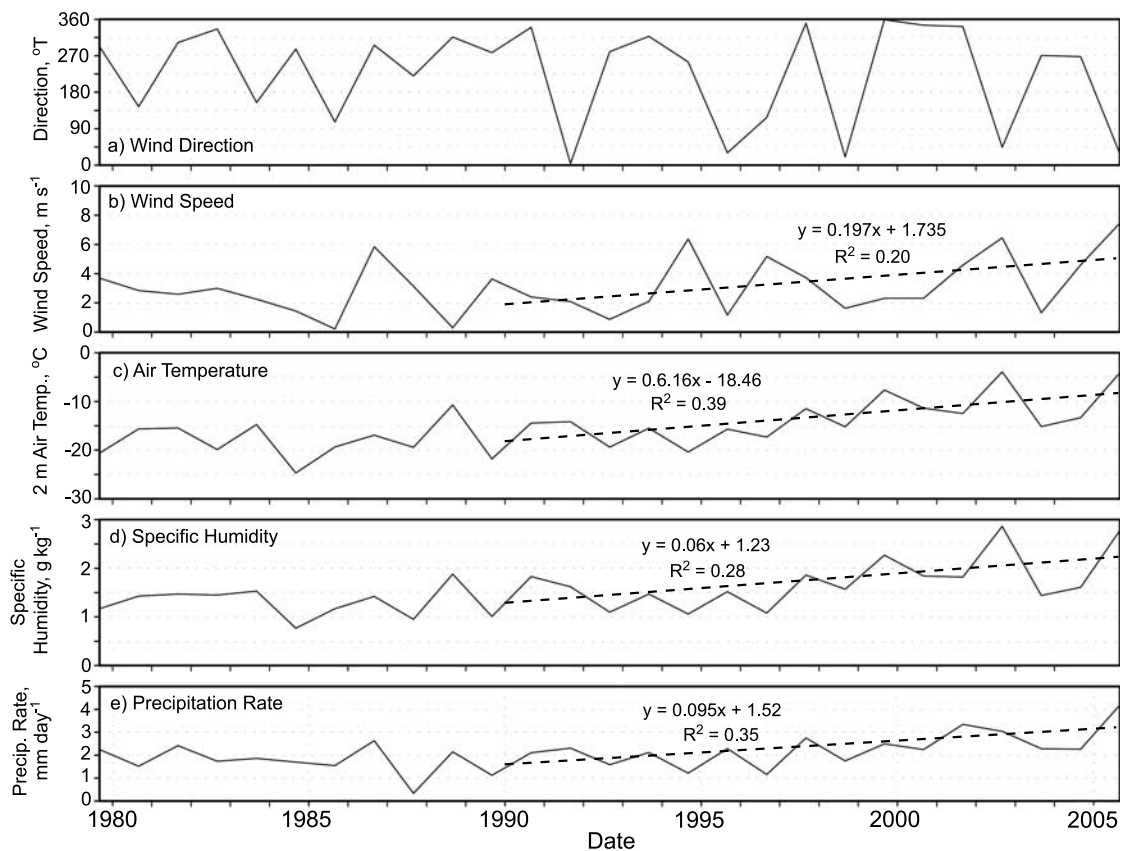 360
270
180
90
0
Direction, °T
a) Wind Direction
10
8
6
4
2
0
Wind Speed, m s-1
b) Wind Speed
y = 0.197x + 1.735
R2 = 0.20
0
-10
-20
-30
2 m Air Temp., °C
c) Air Temperature
y = 0.6.16x - 18.46
R2 = 0.39
3
2
1
0
Specific
Humidity, g kg-1
d) Specific Humidity
y = 0.06x + 1.23
R2 = 0.28
5
4
3
2
1
0
Precip. Rate,
mm day-1
e) Precipitation Rate
y = 0.095x + 1.52
R2 = 0.35
1980 1985 1990 1995 2000 2005
Date